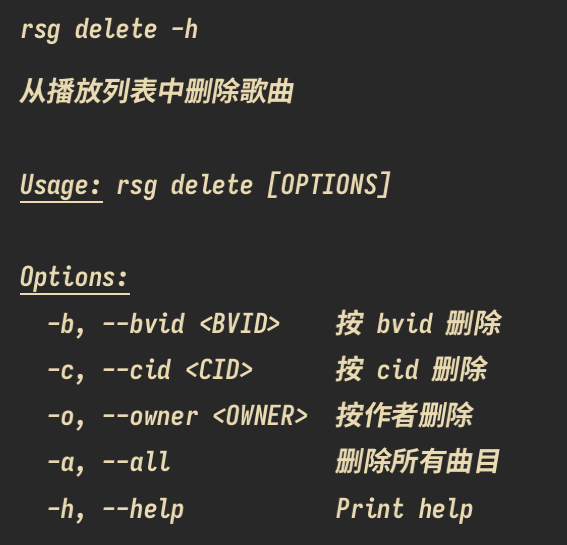 rsg delete -h
从播放列表中删除歌曲
Usage: rsg delete [OPTIONS]
Options:
-b, --bvid <BVID> 按 bvid 删除
-c, --cid <CID> 按 cid 删除
-o, --owner <OWNER> 按作者删除
-a, --all 删除所有曲目
-h, --help Print help